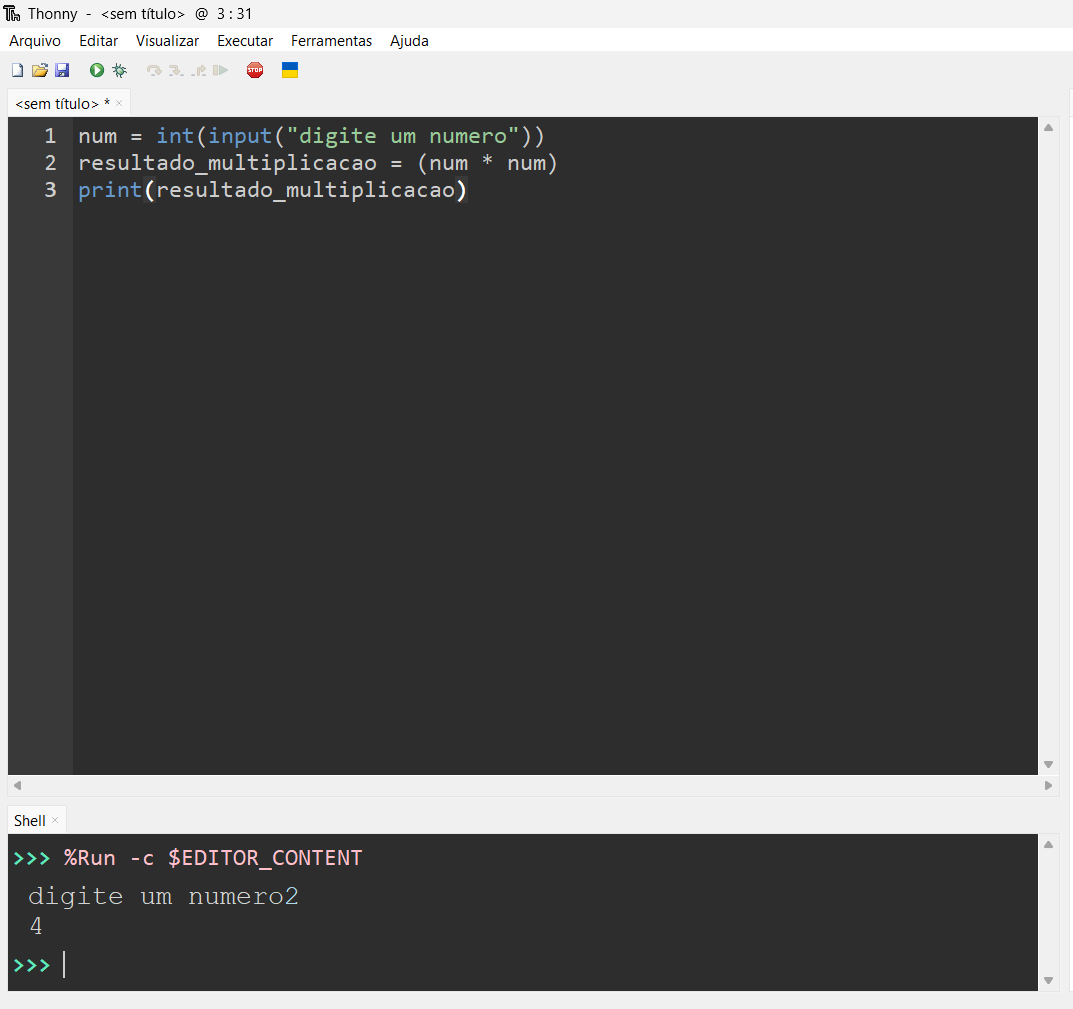 Thonny - <sem título> @ 3 : 31
Arquivo Editar Visualizar Executar Ferramentas Ajuda
STOP
<sem título> * ×
1 num = int(input("digite um numero"))
2 resultado_multiplicacao = (num * num)
3 print(resultado_multiplicacao)
Shell ×
>>> %Run -c $EDITOR_CONTENT
digite um numero2
4
>>>